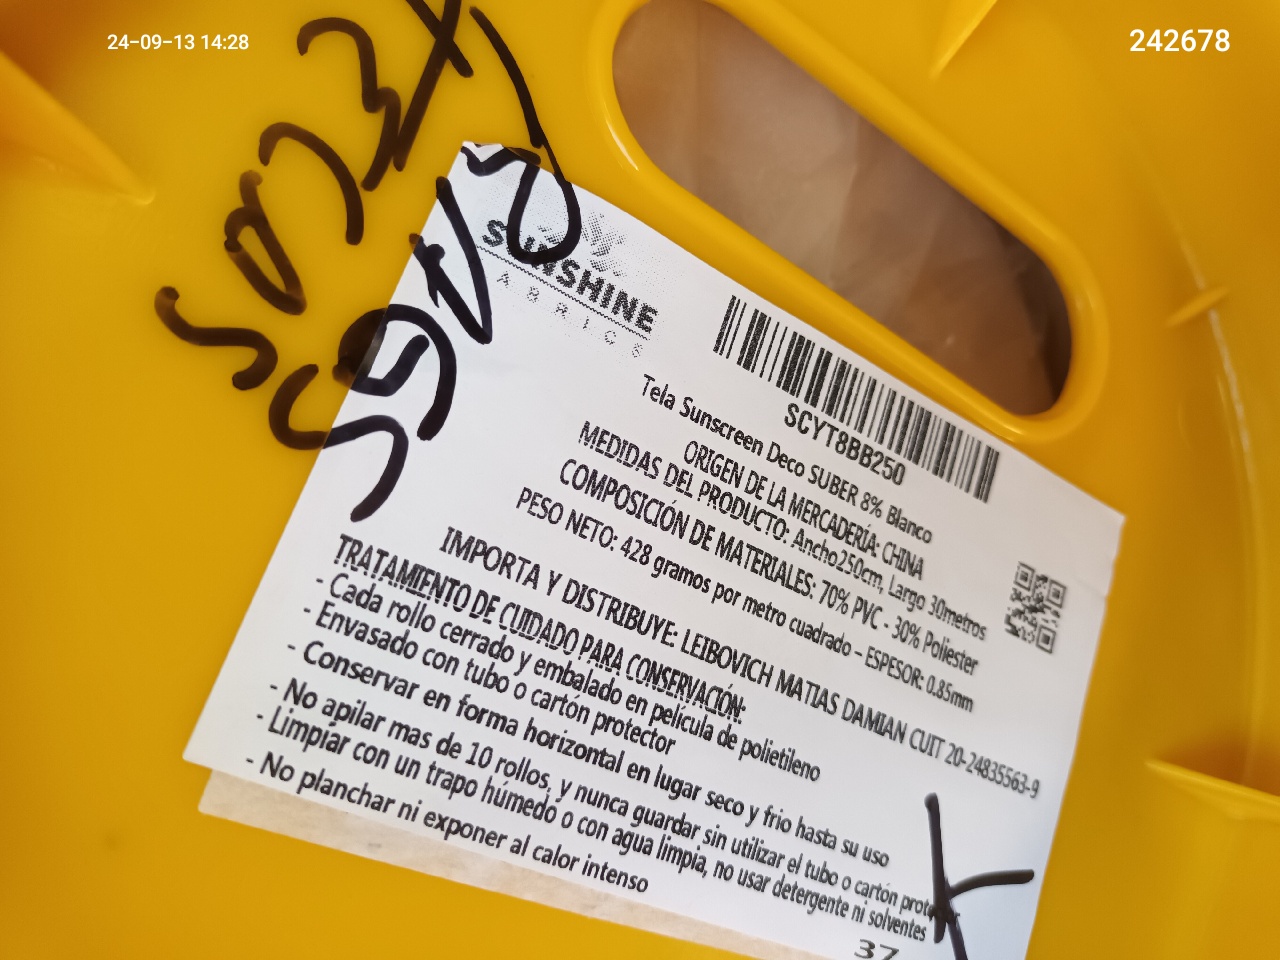 24-09-13 14:28
242678
SUNSHINE
FABRICS
SCYT8BB250
Tela Sunscreen Deco SUBER 8% Blanco
ORIGEN DE LA MERCADERÍA: CHINA
MEDIDAS DEL PRODUCTO: Ancho250cm, Largo 30metros
COMPOSICIÓN DE MATERIALES: 70% PVC - 30% Poliester
PESO NETO: 428 gramos por metro cuadrado – ESPESOR: 0.85mm
IMPORTA Y DISTRIBUYE: LEIBOVICH MATIAS DAMIAN CUIT 20-24835563-9
TRATAMIENTO DE CUIDADO PARA CONSERVACIÓN:
- Cada rollo cerrado y embalado en película de polietileno
- Envasado con tubo o cartón protector
- Conservar en forma horizontal en lugar seco y frio hasta su uso
- No apilar mas de 10 rollos, y nunca guardar sin utilizar el tubo o cartón protector
- Limpiar con un trapo húmedo o con agua limpia, no usar detergente ni solventes
- No planchar ni exponer al calor intenso
37
K